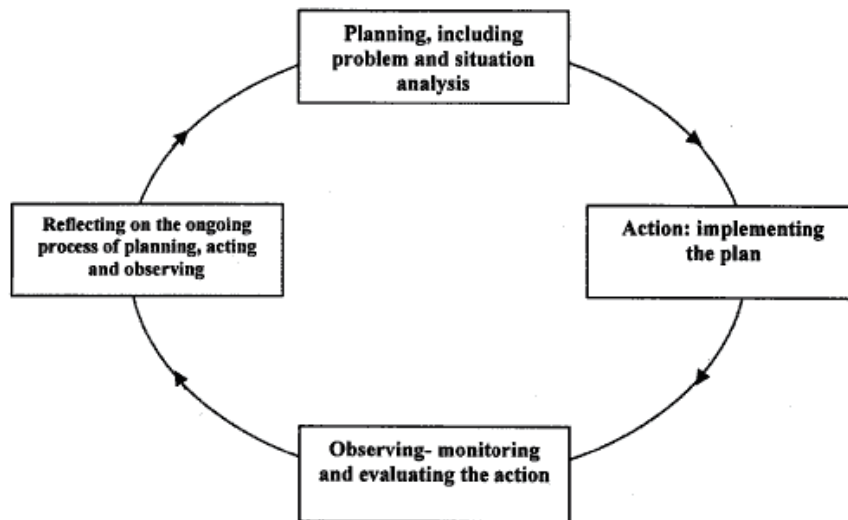 Planning, including
problem and situation
analysis
Reflecting on the ongoing
process of planning, acting
and observing
Action: implementing
the plan
Observing- monitoring
and evaluating the action